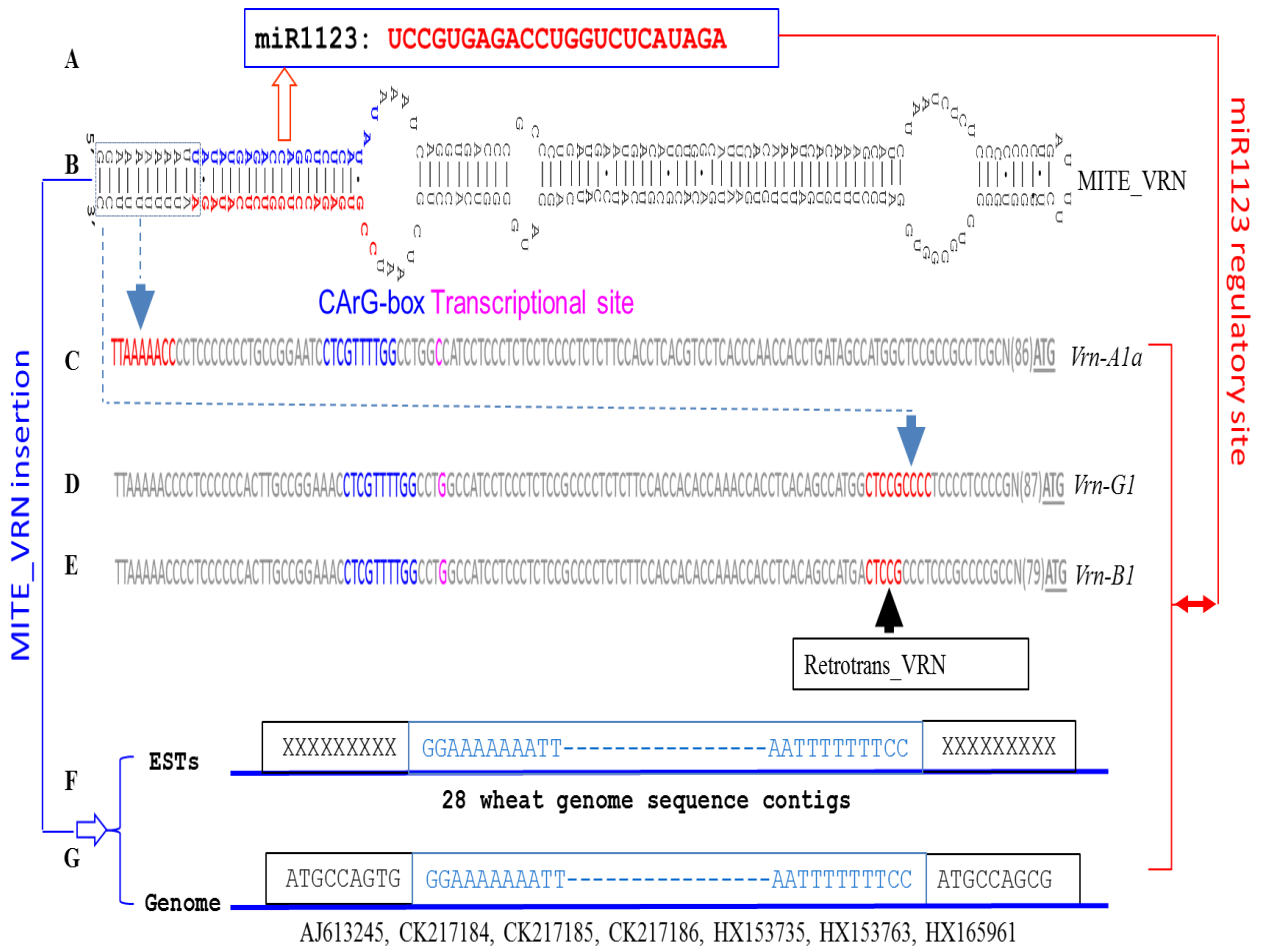 A
miR1123: UCCGUGAGACCUGGUCUCAUAGA
B
5'
3'
MITE_VRN
CArG-box Transcriptional site
C
TTAAAAACCCCTCCCCCCCTGCCGGAATCCTCGTTTTGGCCTGGCCATCCTCCCTCTCCTCCCCTCTCTTCCACCTCACGTCCTCACCCAACCACCTGATAGCCATGGCTCCGCCGCCTCGCN(86)ATG Vrn-A1a
D
TTAAAAACCCCTCCCCCCACTTGCCGGAAACCTCGTTTTGGCCTGGCCATCCTCCCTCTCCGCCCCTCTCTTCCACCACACCAAACCACCTCACAGCCATGGCTCCGCCCCTCCCCTCCCCGN(87)ATG Vrn-G1
E
TTAAAAACCCCTCCCCCCACTTGCCGGAAACCTCGTTTTGGCCTGGCCATCCTCCCTCTCCGCCCCTCTCTTCCACCACACCAAACCACCTCACAGCCATGACTCCGCCCTCCCGCCCCGCCN(79)ATG Vrn-B1
Retrotrans_VRN
MITE_VRN insertion
miR1123 regulatory site
F
ESTs
XXXXXXXXX GGAAAAAAATT----------------AATTTTTTTCC XXXXXXXXX
28 wheat genome sequence contigs
G
Genome
ATGCCAGTG GGAAAAAAATT----------------AATTTTTTTCC ATGCCAGCG
AJ613245, CK217184, CK217185, CK217186, HX153735, HX153763, HX165961